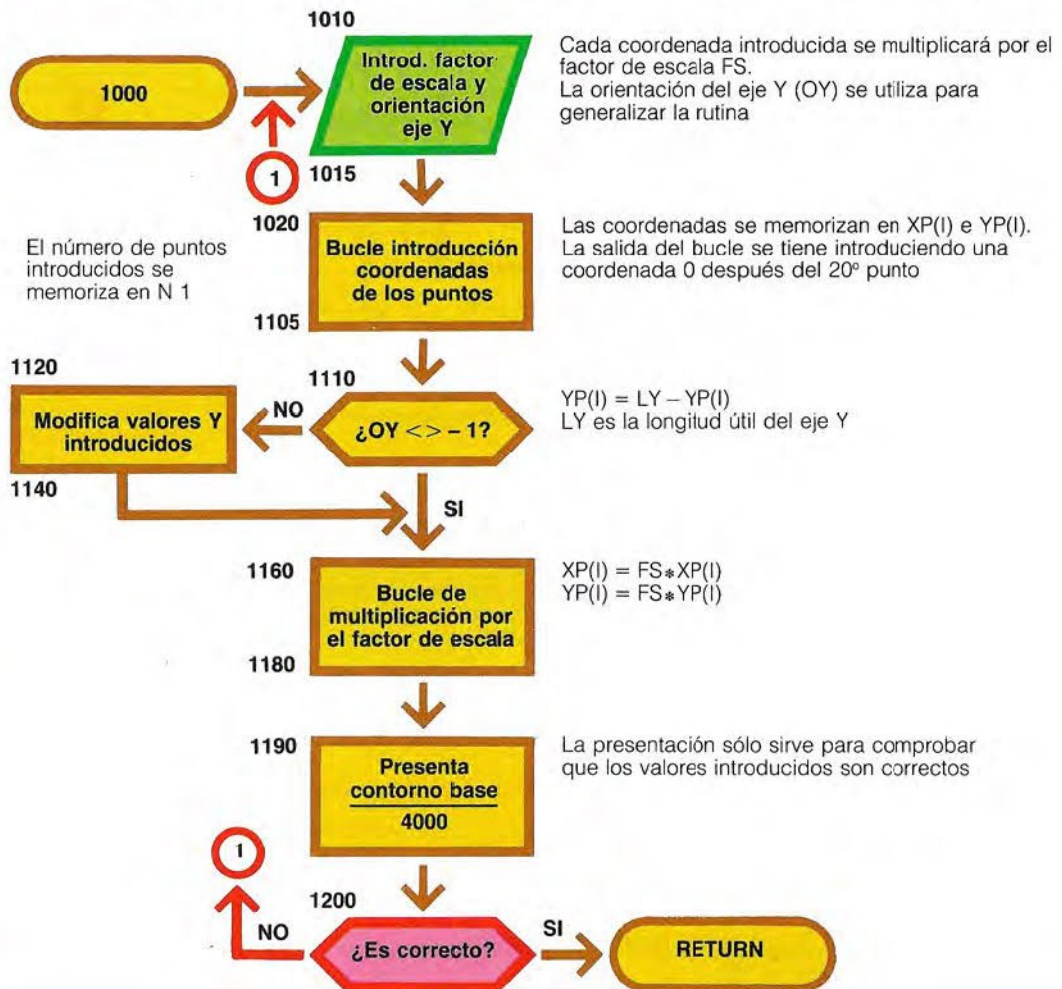 1010
1000
Introd. factor
de escala y
orientación
eje Y
Cada coordenada introducida se multiplicará por el
factor de escala FS.
La orientación del eje Y (OY) se utiliza para
generalizar la rutina
1
1015
1020
El número de puntos
introducidos se
memoriza en N 1
Bucle introducción
coordenadas
de los puntos
Las coordenadas se memorizan en XP(I) e YP(I).
La salida del bucle se tiene introduciendo una
coordenada 0 después del 20º punto
1105
1120
1110
Modifica valores Y
introducidos
NO
¿OY <> – 1?
YP(I) = LY – YP(I)
LY es la longitud útil del eje Y
1140
SI
1160
Bucle de
multiplicación por
el factor de escala
XP(I) = FS*XP(I)
YP(I) = FS*YP(I)
1180
1190
Presenta
contorno base
4000
La presentación sólo sirve para comprobar
que los valores introducidos son correctos
1
1200
NO
¿Es correcto?
SI
RETURN